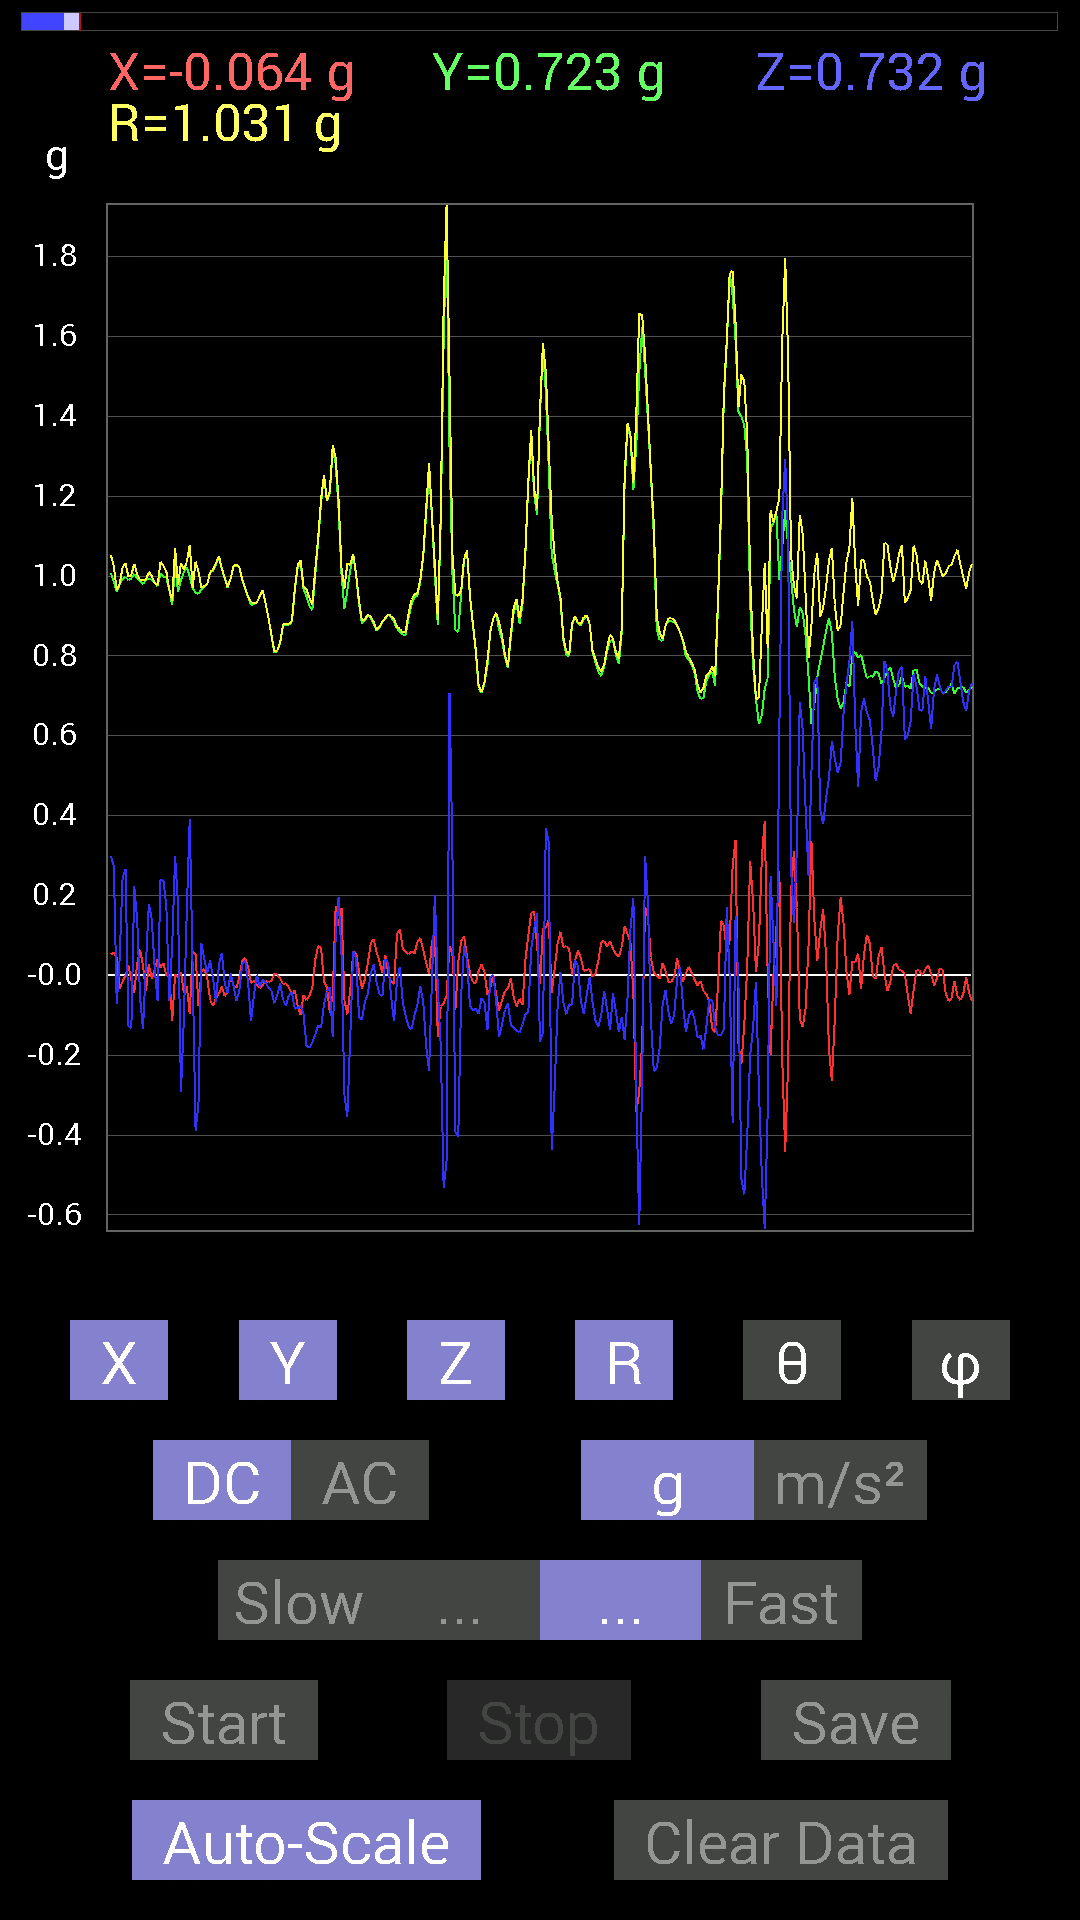 X=-0.064 g Y=0.723 g Z=0.732 g
R=1.031 g
g
1.8
1.6
1.4
1.2
1.0
0.8
0.6
0.4
0.2
-0.0
-0.2
-0.4
-0.6
X Y Z R θ φ
DC AC g m/s²
Slow ... ... Fast
Start Stop Save
Auto-Scale Clear Data